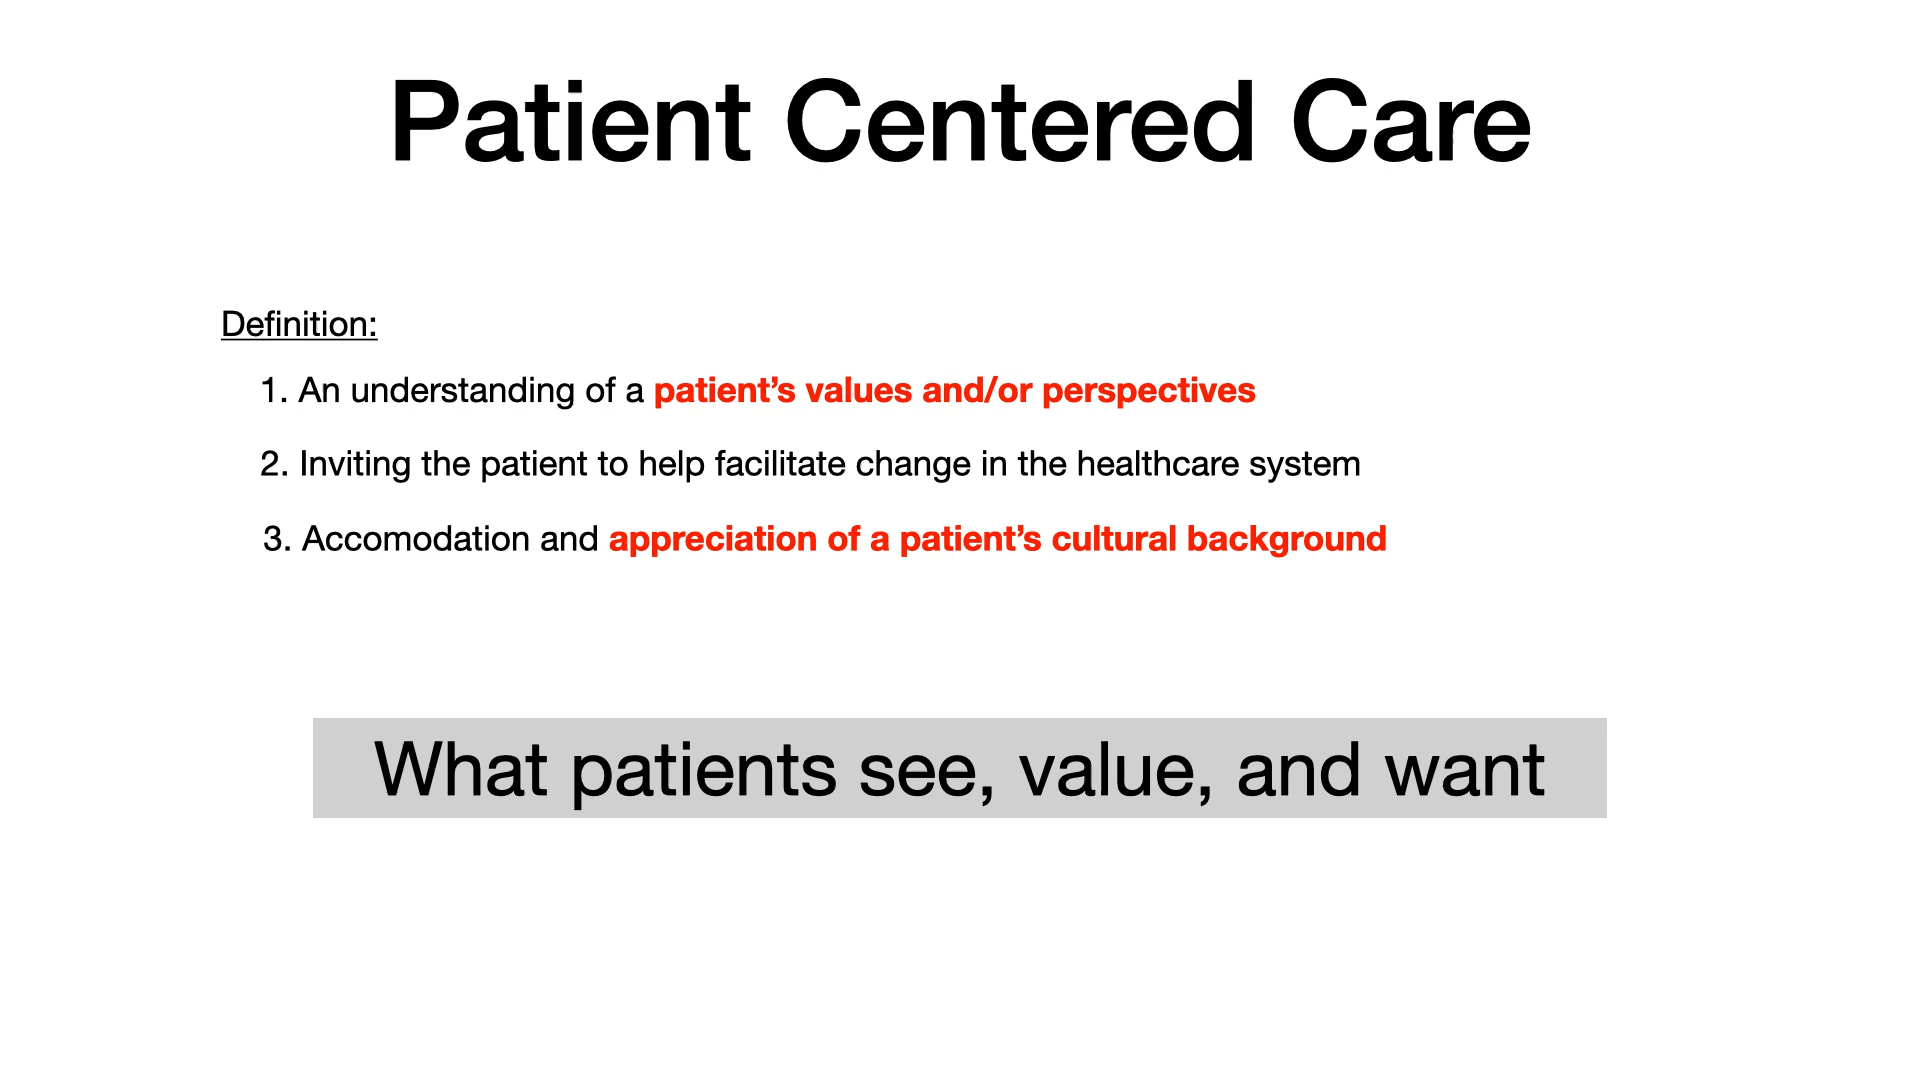 Patient Centered Care
Definition:
1. An understanding of a patient’s values and/or perspectives
2. Inviting the patient to help facilitate change in the healthcare system
3. Accomodation and appreciation of a patient’s cultural background
What patients see, value, and want